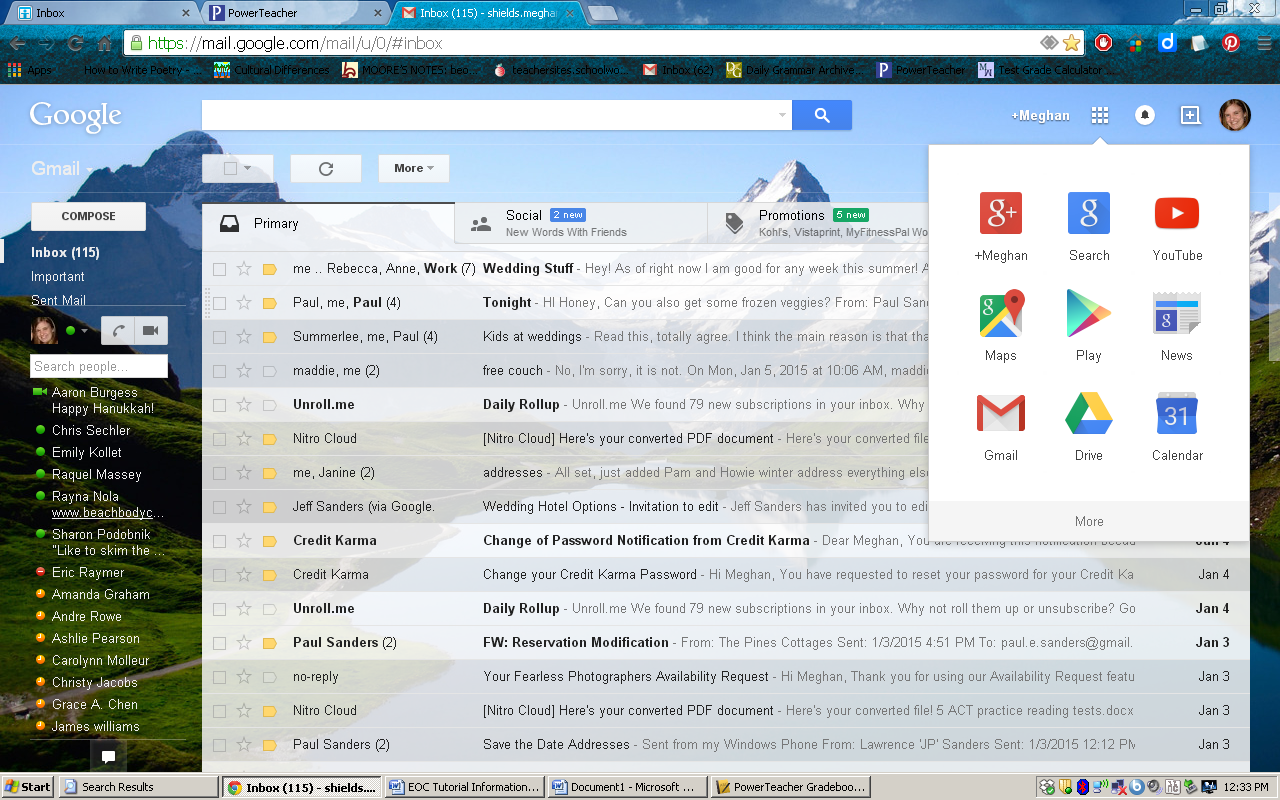 Inbox
PowerTeacher
Inbox (115) - shields.megha
https://mail.google.com/mail/u/0/#inbox
Apps
How to Write Poetry - ...
Cultural Differences
MOORE'S NOTES: beo...
teachersites.schoolwo...
Inbox (62)
Daily Grammar Archive...
PowerTeacher
Test Grade Calculator ...
Google
+Meghan
Gmail
More
COMPOSE
Inbox (115)
Important
Sent Mail
Search people...
Aaron Burgess
Happy Hanukkah!
Chris Sechler
Emily Kollet
Raquel Massey
Rayna Nola
www.beachbodyc...
Sharon Podobnik
"Like to skim the ...
Eric Raymer
Amanda Graham
Andre Rowe
Ashlie Pearson
Carolynn Molleur
Christy Jacobs
Grace A. Chen
James williams
Primary
Social 2 new
New Words With Friends
Promotions 5 new
Kohl's, Vistaprint, MyFitnessPal Wo
me .. Rebecca, Anne, Work (7) Wedding Stuff - Hey! As of right now I am good for any week this summer! A
Paul, me, Paul (4) Tonight - HI Honey, Can you also get some frozen veggies? From: Paul San
Summerlee, me, Paul (4) Kids at weddings - Read this, totally agree. I think the main reason is that tha
maddie, me (2) free couch - No, I'm sorry, it is not. On Mon, Jan 5, 2015 at 10:06 AM, maddie
Unroll.me Daily Rollup - Unroll.me We found 79 new subscriptions in your inbox. Why
Nitro Cloud [Nitro Cloud] Here's your converted PDF document - Here's your converted file
me, Janine (2) addresses - All set, just added Pam and Howie winter address everything else
Jeff Sanders (via Google. Wedding Hotel Options - Invitation to edit - Jeff Sanders has invited you to edi
Credit Karma Change of Password Notification from Credit Karma - Dear Meghan, You are receiving this notification becau Jan 4
Credit Karma Change your Credit Karma Password - Hi Meghan, You have requested to reset your password for your Credit Ka Jan 4
Unroll.me Daily Rollup - Unroll.me We found 79 new subscriptions in your inbox. Why not roll them up or unsubscribe? Go Jan 4
Paul Sanders (2) FW: Reservation Modification - From: The Pines Cottages Sent: 1/3/2015 4:51 PM To: paul.e.sanders@gmail. Jan 3
no-reply Your Fearless Photographers Availability Request - Hi Meghan, Thank you for using our Availability Request featu Jan 3
Nitro Cloud [Nitro Cloud] Here's your converted PDF document - Here's your converted file! 5 ACT practice reading tests.docx Jan 3
Paul Sanders (2) Save the Date Addresses - Sent from my Windows Phone From: Lawrence 'JP' Sanders Sent: 1/3/2015 12:12 PM Jan 3
+Meghan
Search
YouTube
Maps
Play
News
Gmail
Drive
31
Calendar
More
Start
Search Results
Inbox (115) - shields....
EOC Tutorial Information...
Document1 - Microsoft ...
PowerTeacher Gradeboo...
12:33 PM